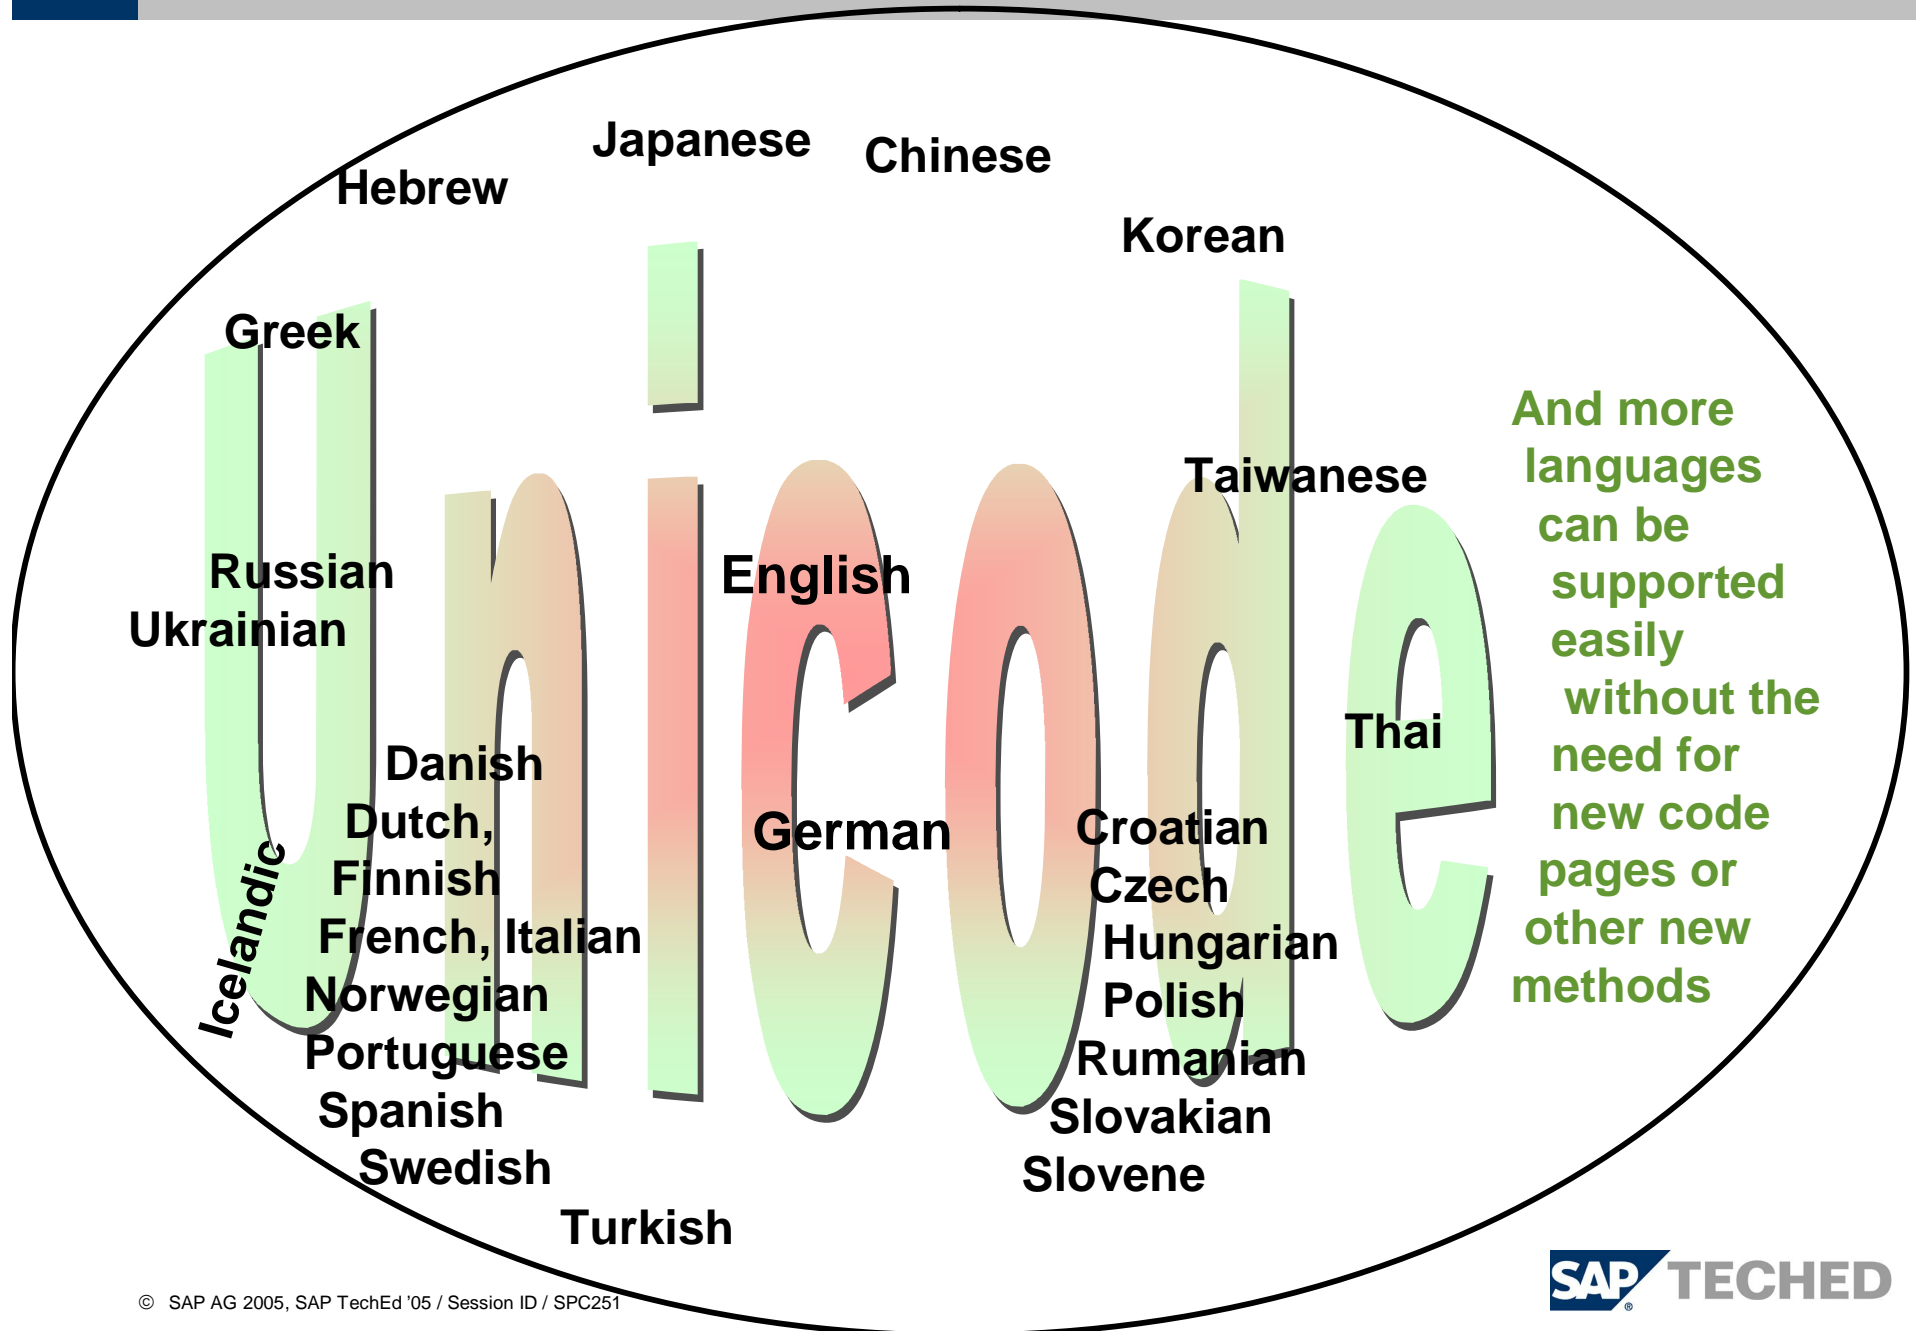 Japanese
Chinese
Hebrew
Korean
Greek
Unicode
Taiwanese
Russian
Ukrainian
English
Thai
German
Icelandic
Danish
Dutch,
Finnish
French, Italian
Norwegian
Portuguese
Spanish
Swedish
Turkish
Croatian
Czech
Hungarian
Polish
Rumanian
Slovakian
Slovene
And more
languages
can be
supported
easily
without the
need for
new code
pages or
other new
methods
© SAP AG 2005, SAP TechEd ’05 / Session ID / SPC251
SAP® TECHED